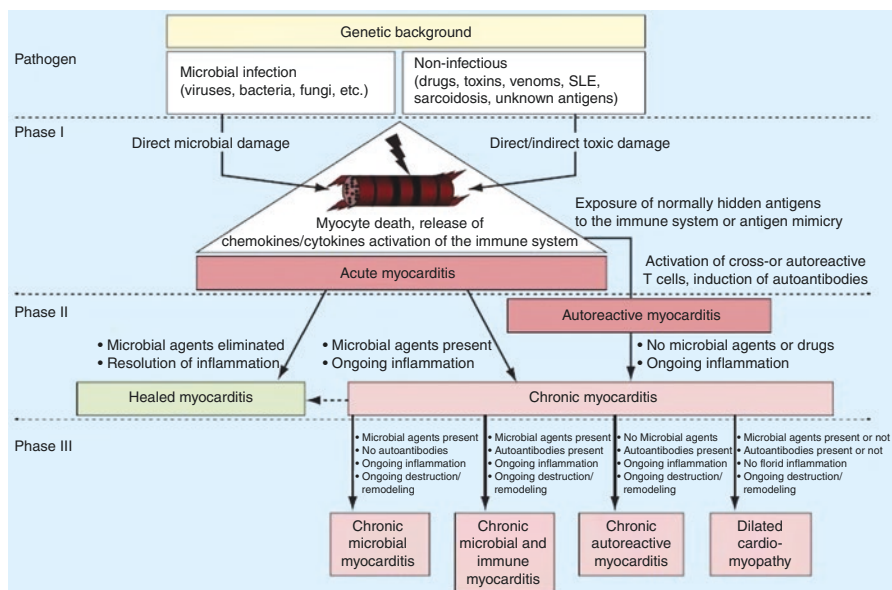 Genetic background
Pathogen
Microbial infection
(viruses, bacteria, fungi, etc.)
Non-infectious
(drugs, toxins, venoms, SLE,
sarcoidosis, unknown antigens)
Phase I
Direct microbial damage
Direct/indirect toxic damage
Myocyte death, release of
chemokines/cytokines activation of the immune system
Exposure of normally hidden antigens
to the immune system or antigen mimicry
Acute myocarditis
Activation of cross-or autoreactive
T cells, induction of autoantibodies
Phase II
Autoreactive myocarditis
• Microbial agents eliminated
• Resolution of inflammation
• Microbial agents present
• Ongoing inflammation
• No microbial agents or drugs
• Ongoing inflammation
Healed myocarditis
Chronic myocarditis
Phase III
• Microbial agents present
• No autoantibodies
• Ongoing inflammation
• Ongoing destruction/
remodeling
• Microbial agents present
• Autoantibodies present
• Ongoing inflammation
• Ongoing destruction/
remodeling
• No Microbial agents
• Autoantibodies present
• Ongoing inflammation
• Ongoing destruction/
remodeling
• Microbial agents present or not
• Autoantibodies present or not
• No florid inflammation
• Ongoing destruction/
remodeling
Chronic
microbial
myocarditis
Chronic
microbial and
immune
myocarditis
Chronic
autoreactive
myocarditis
Dilated
cardio-
myopathy